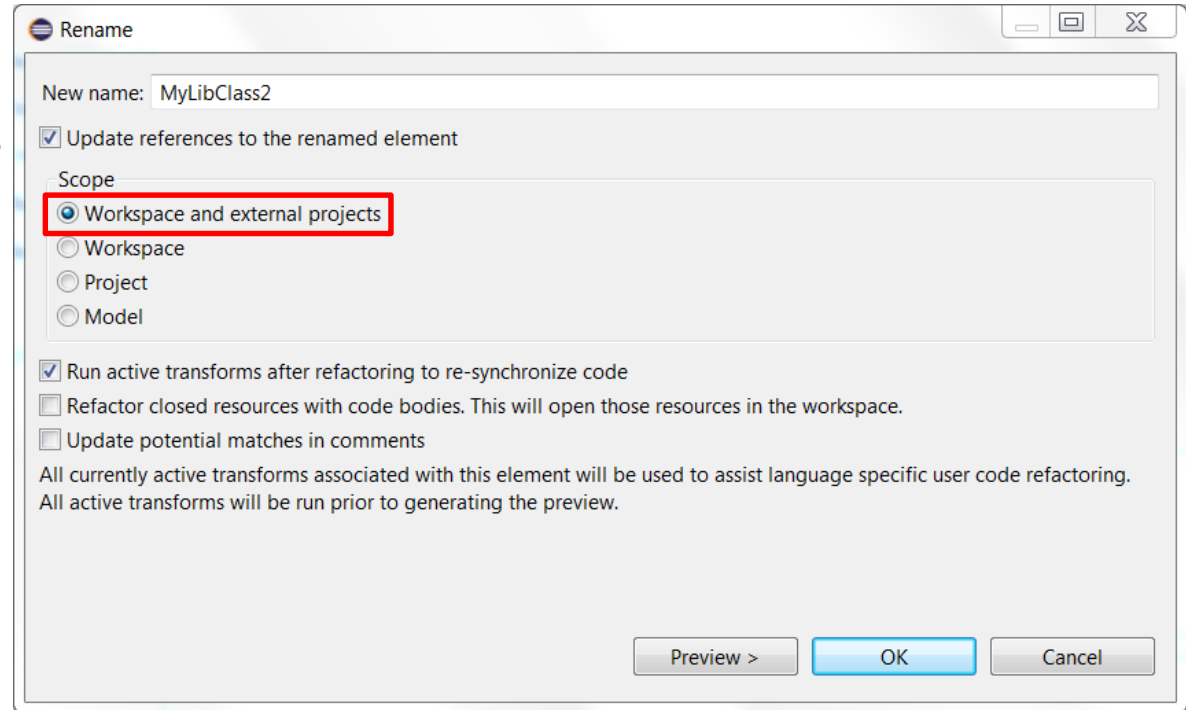 Rename
New name: MyLibClass2
Update references to the renamed element
Scope
Workspace and external projects
Workspace
Project
Model
Run active transforms after refactoring to re-synchronize code
Refactor closed resources with code bodies. This will open those resources in the workspace.
Update potential matches in comments
All currently active transforms associated with this element will be used to assist language specific user code refactoring.
All active transforms will be run prior to generating the preview.
Preview > OK Cancel